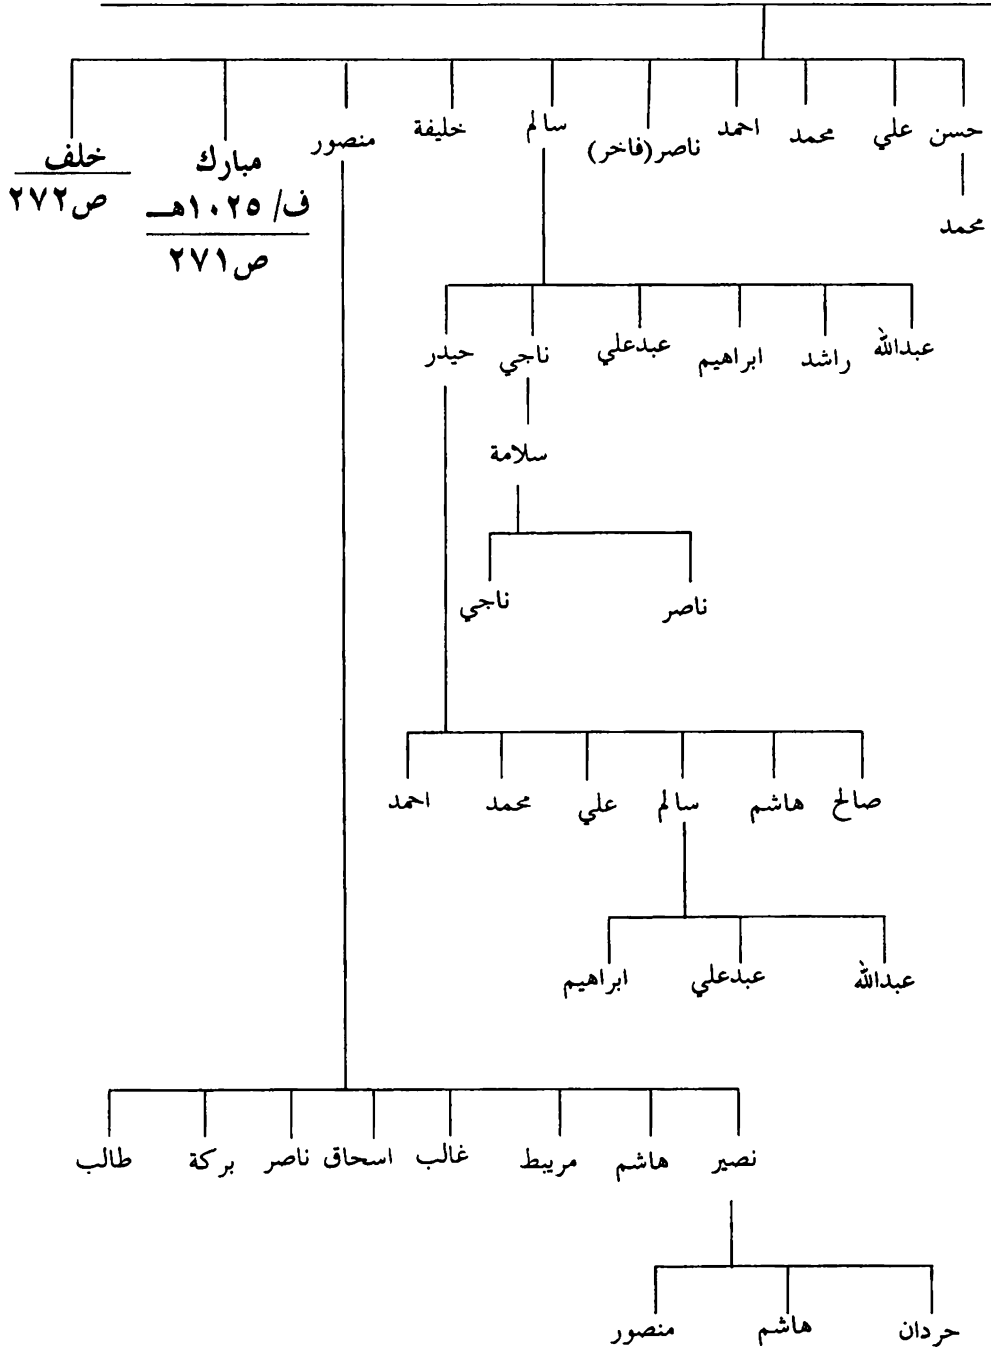 حسن علي محمد احمد ناصر(فاخر) سالم خليفة منصور مبارك خلف
ف/ ١٠٢٥هـ ص٢٧٢
ص٢٧١
محمد
عبدالله راشد ابراهيم عبدعلي ناجي حيدر
سلامة
ناصر ناجي
صالح هاشم سالم علي محمد احمد
عبدالله عبدعلي ابراهيم
نصير هاشم مريبط غالب اسحاق ناصر بركة طالب
حردان هاشم منصور